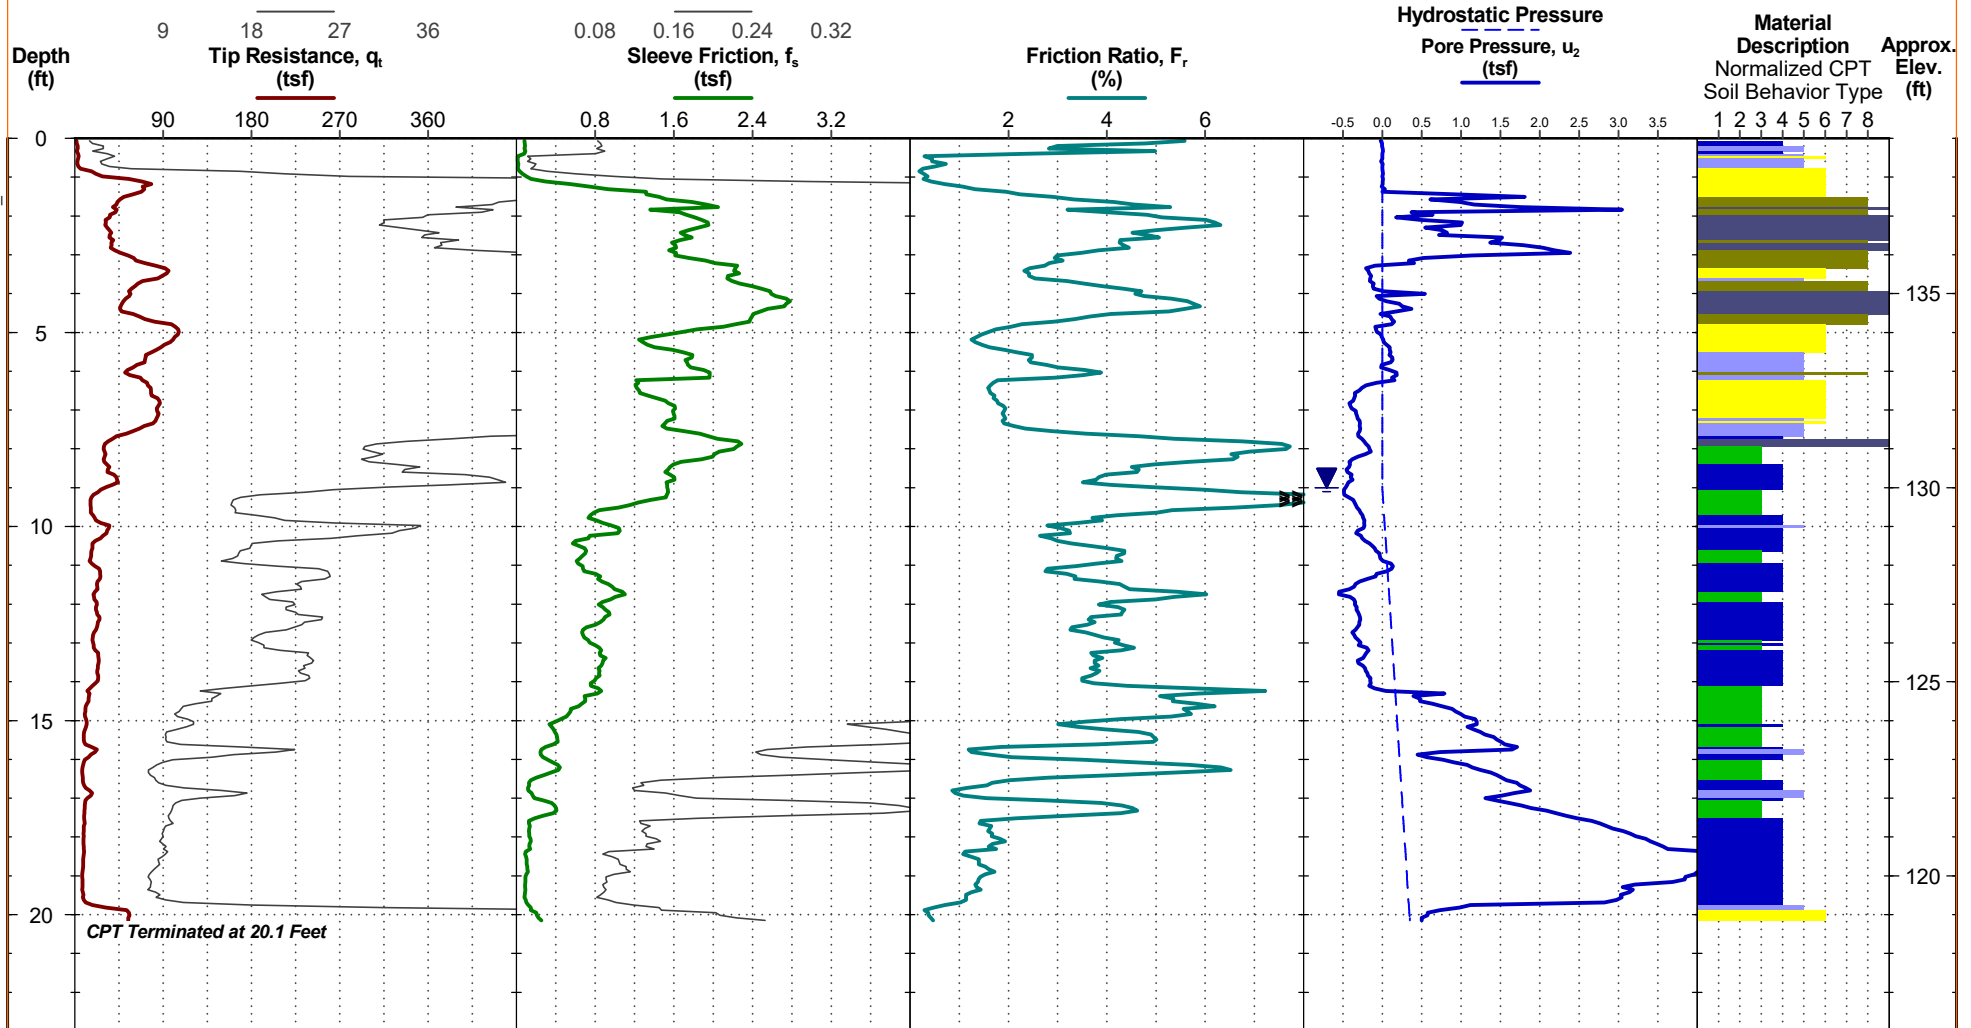 9 18 27 36 0.08 0.16 0.24 0.32
Depth
(ft)
Tip Resistance, qt
(tsf)
90 180 270 360
Sleeve Friction, fs
(tsf)
0.8 1.6 2.4 3.2
Friction Ratio, Fr
(%)
2 4 6
Hydrostatic Pressure
Pore Pressure, u2
(tsf)
-0.5 0.0 0.5 1.0 1.5 2.0 2.5 3.0 3.5
Material
Description
Normalized CPT
Soil Behavior Type
1 2 3 4 5 6 7 8
Approx.
Elev.
(ft)
0
5
10
15
20
135
130
125
120
CPT Terminated at 20.1 Feet